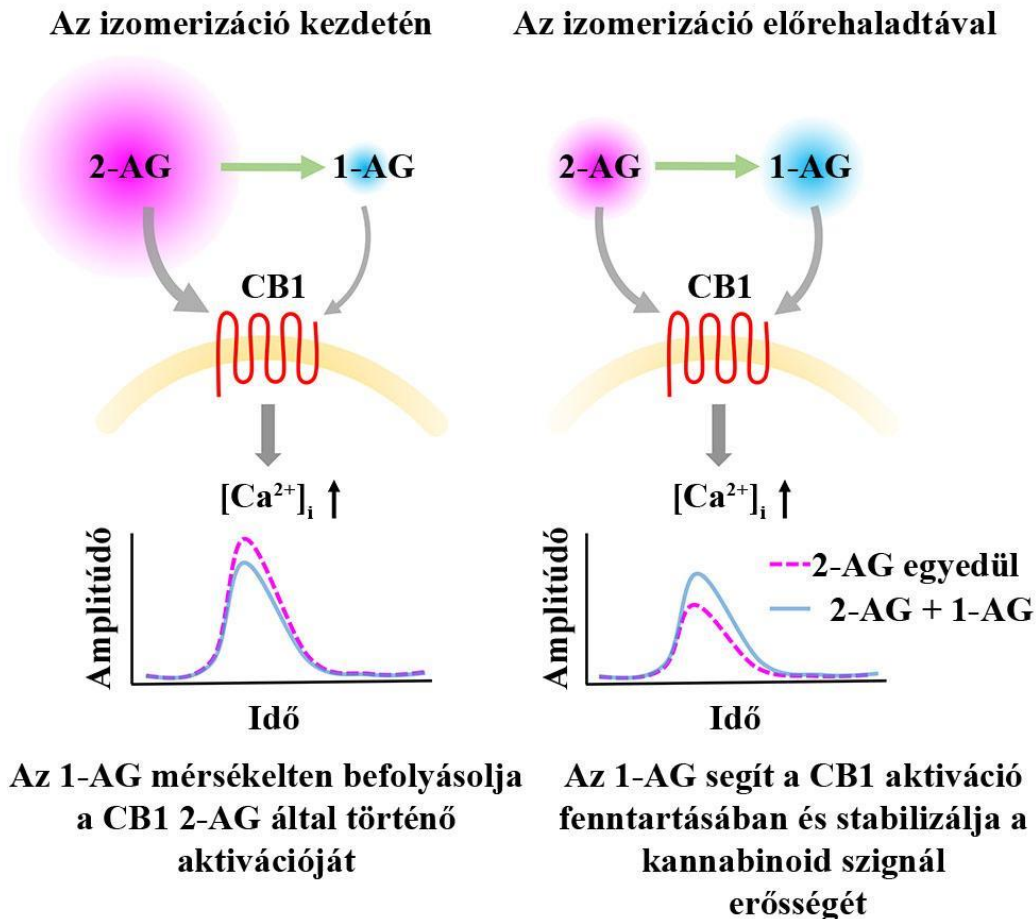 Az izomerizáció kezdetén
2-AG
1-AG
CB1
[Ca²⁺]ᵢ
Amplitúdó
Idő
Az 1-AG mérsékelten befolyásolja
a CB1 2-AG által történő
aktivációját
Az izomerizáció előrehaladtával
2-AG
1-AG
CB1
[Ca²⁺]ᵢ
2-AG egyedül
2-AG + 1-AG
Amplitúdó
Idő
Az 1-AG segít a CB1 aktiváció
fenntartásában és stabilizálja a
kannabinoid szignál
erősségét